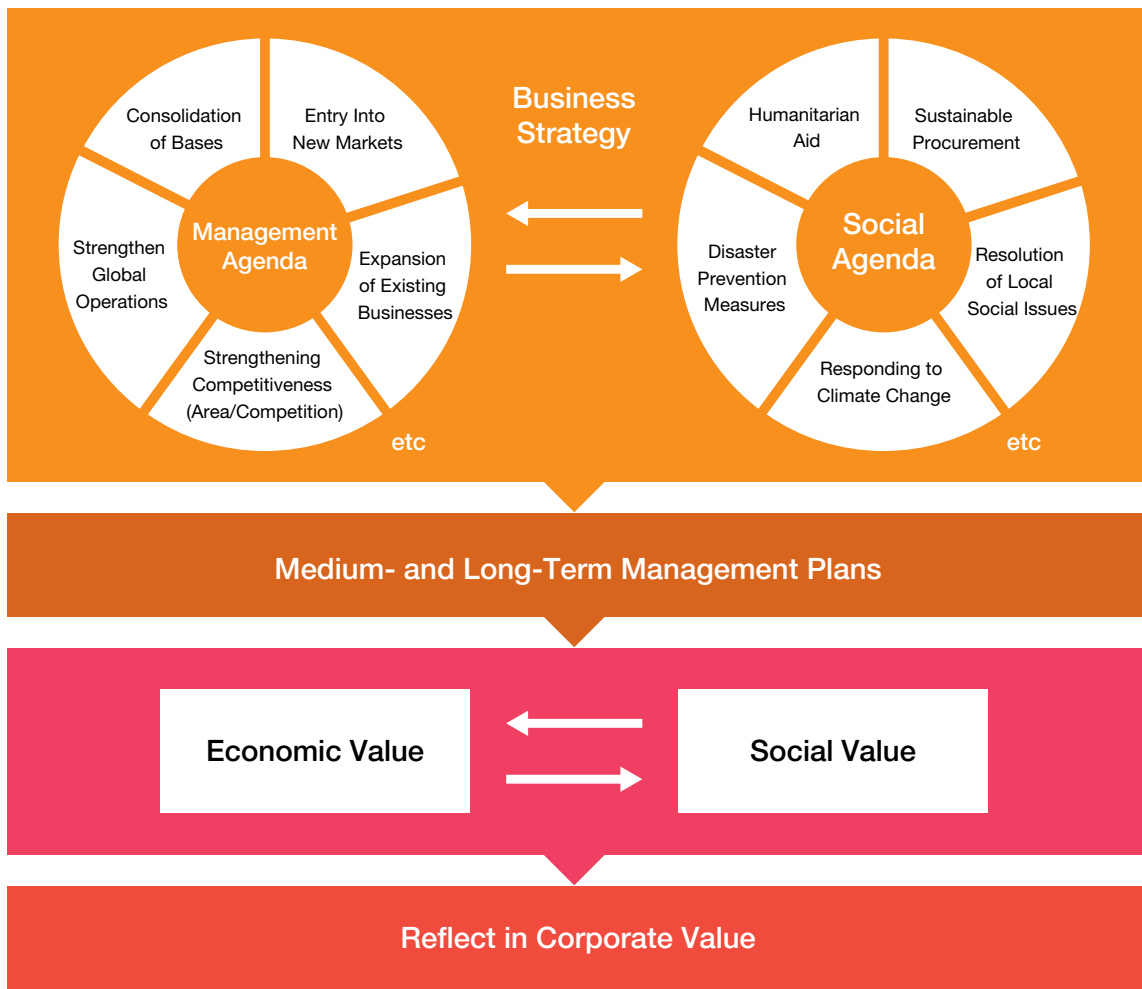 Business
Strategy
Management
Agenda
Consolidation
of Bases
Entry Into
New Markets
Expansion
of Existing
Businesses
Strengthening
Competitiveness
(Area/Competition)
Strengthen
Global
Operations
etc
Social
Agenda
Humanitarian
Aid
Sustainable
Procurement
Resolution
of Local
Social Issues
Responding to
Climate Change
Disaster
Prevention
Measures
etc
Medium- and Long-Term Management Plans
Economic Value
Social Value
Reflect in Corporate Value